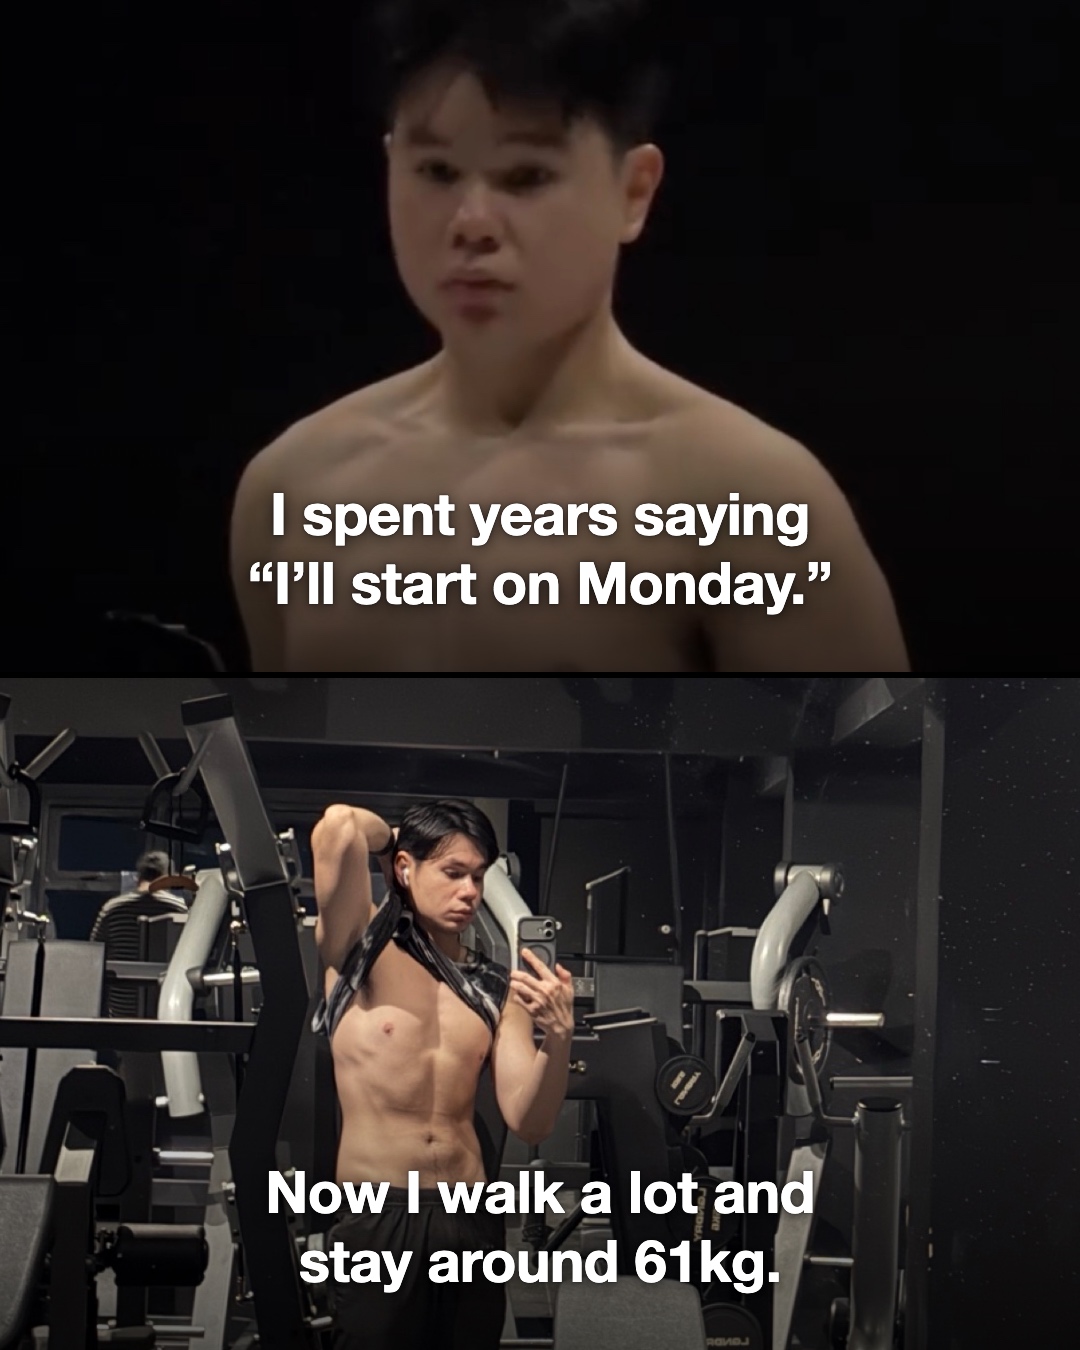 I spent years saying
“I’ll start on Monday.”
Now I walk a lot and
stay around 61kg.